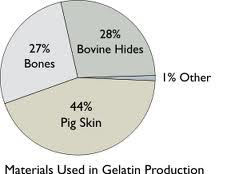 28%
Bovine Hides
27%
Bones
1% Other
44%
Pig Skin
Materials Used in Gelatin Production